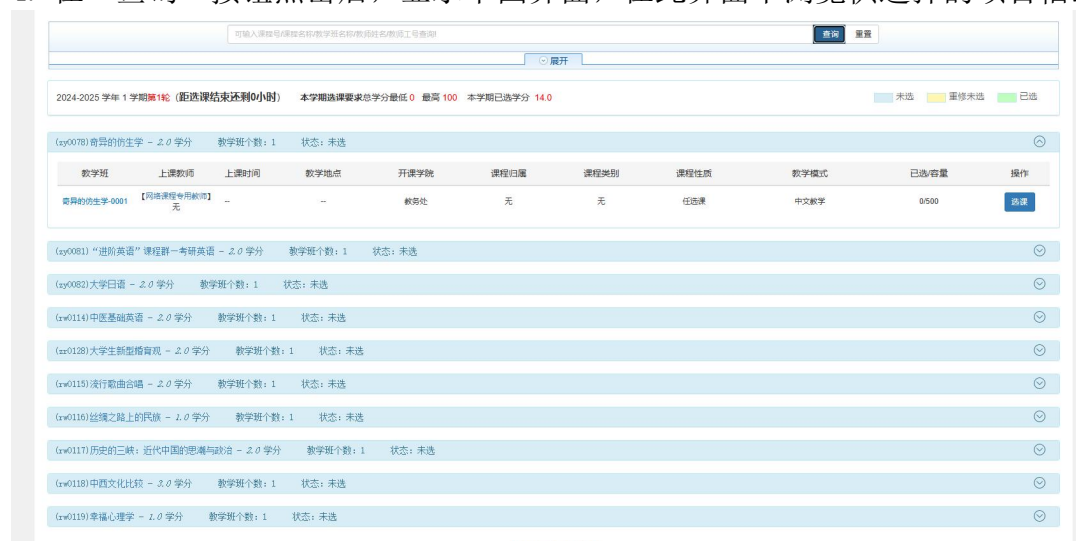 可输入课程号/课程名称/教学班名称/教师姓名/教师工号查询!
查询 重置
展开
2024-2025 学年 1 学期第1轮（距选课结束还剩0小时） 本学期选课要求总学分最低 0 最高 100 本学期已选学分 14.0 未选 重修未选 已选
(zy0078)奇异的仿生学 - 2.0 学分 教学班个数：1 状态：未选
教学班 上课教师 上课时间 教学地点 开课学院 课程归属 课程类别 课程性质 教学模式 已选/容量 操作
奇异的仿生学-0001 【网络课程专用教师】无 -- -- 教务处 无 无 任选课 中文教学 0/500 选课
(zy0081)“进阶英语”课程群—考研英语 - 2.0 学分 教学班个数：1 状态：未选
(zy0082)大学日语 - 2.0 学分 教学班个数：1 状态：未选
(rw0114)中医基础英语 - 2.0 学分 教学班个数：1 状态：未选
(zr0128)大学生新型婚育观 - 2.0 学分 教学班个数：1 状态：未选
(rw0115)流行歌曲合唱 - 2.0 学分 教学班个数：1 状态：未选
(rw0116)丝绸之路上的民族 - 1.0 学分 教学班个数：1 状态：未选
(rw0117)历史的三峡：近代中国的思潮与政治 - 2.0 学分 教学班个数：1 状态：未选
(rw0118)中西文化比较 - 3.0 学分 教学班个数：1 状态：未选
(rw0119)幸福心理学 - 1.0 学分 教学班个数：1 状态：未选